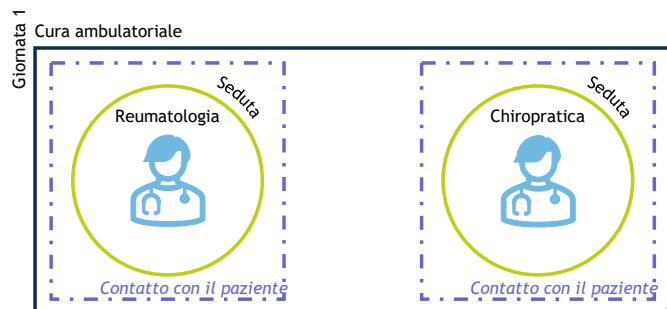 Giornata 1
Cura ambulatoriale
Seduta
Reumatologia
Contatto con il paziente
Seduta
Chiropratica
Contatto con il paziente